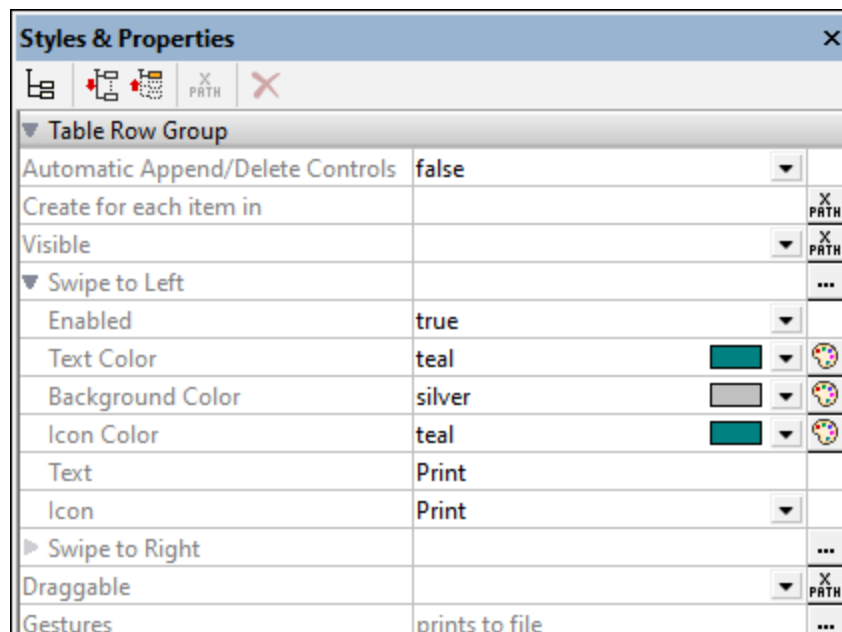 Styles & Properties
X PATH
Table Row Group
Automatic Append/Delete Controls false
Create for each item in X PATH
Visible X PATH
Swipe to Left ...
Enabled true
Text Color teal
Background Color silver
Icon Color teal
Text Print
Icon Print
Swipe to Right ...
Draggable X PATH
Gestures prints to file ...